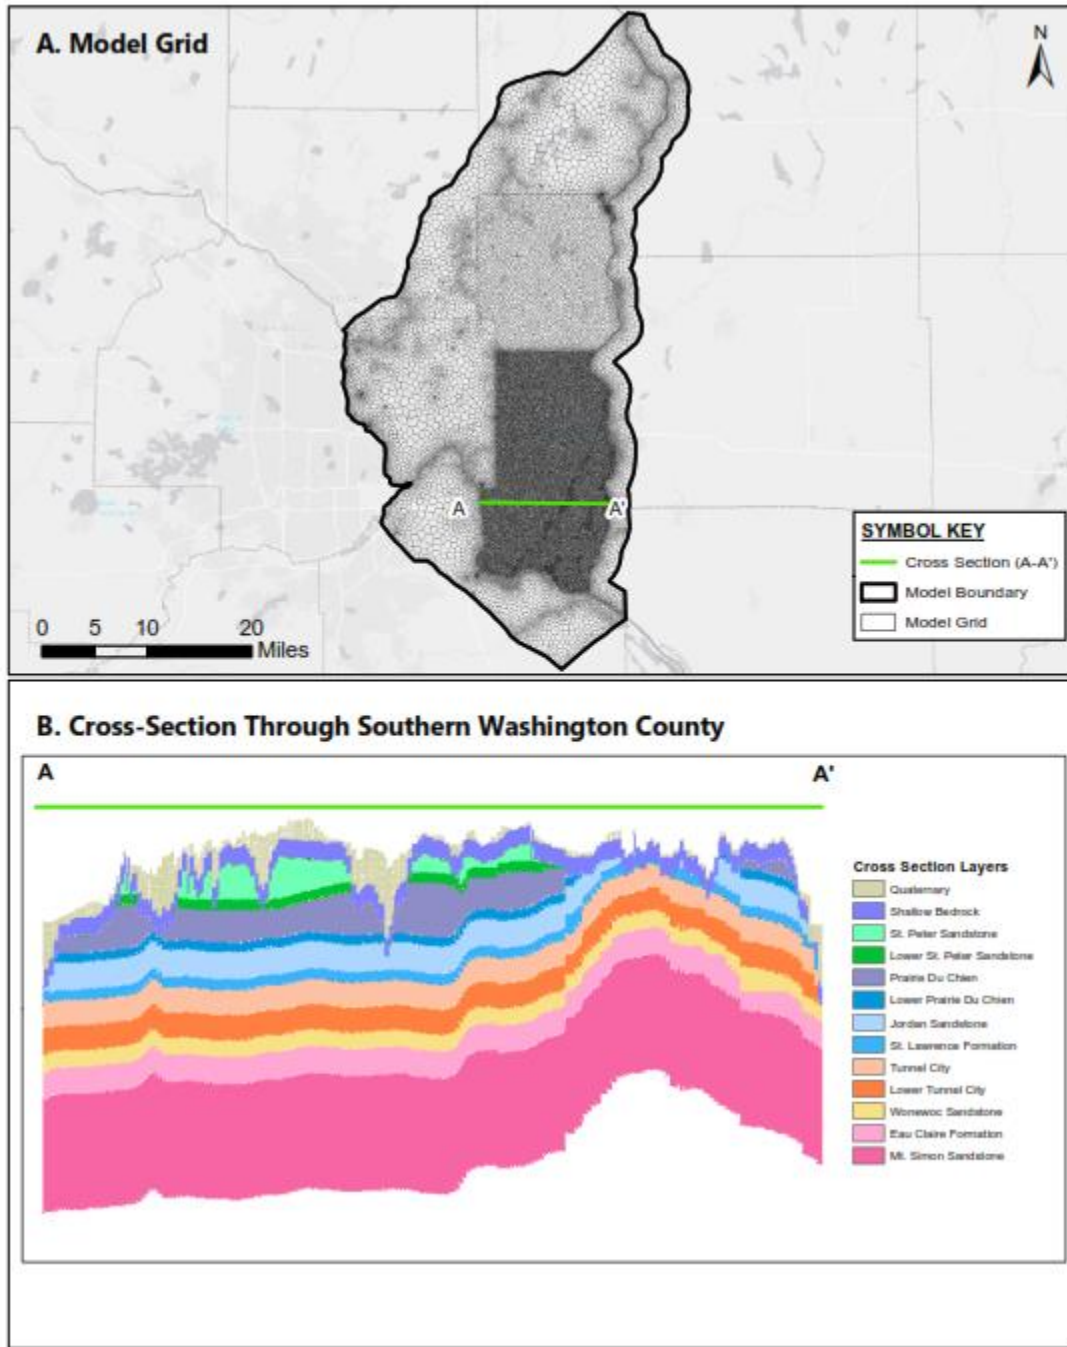 A. Model Grid
N
A
A'
SYMBOL KEY
Cross Section (A-A')
Model Boundary
Model Grid
0 5 10 20
Miles
B. Cross-Section Through Southern Washington County
A
A'
Cross Section Layers
Quaternary
Shallow Bedrock
St. Peter Sandstone
Lower St. Peter Sandstone
Prairie Du Chien
Lower Prairie Du Chien
Jordan Sandstone
St. Lawrence Formation
Tunnel City
Lower Tunnel City
Wonewoc Sandstone
Eau Claire Formation
Mt. Simon Sandstone